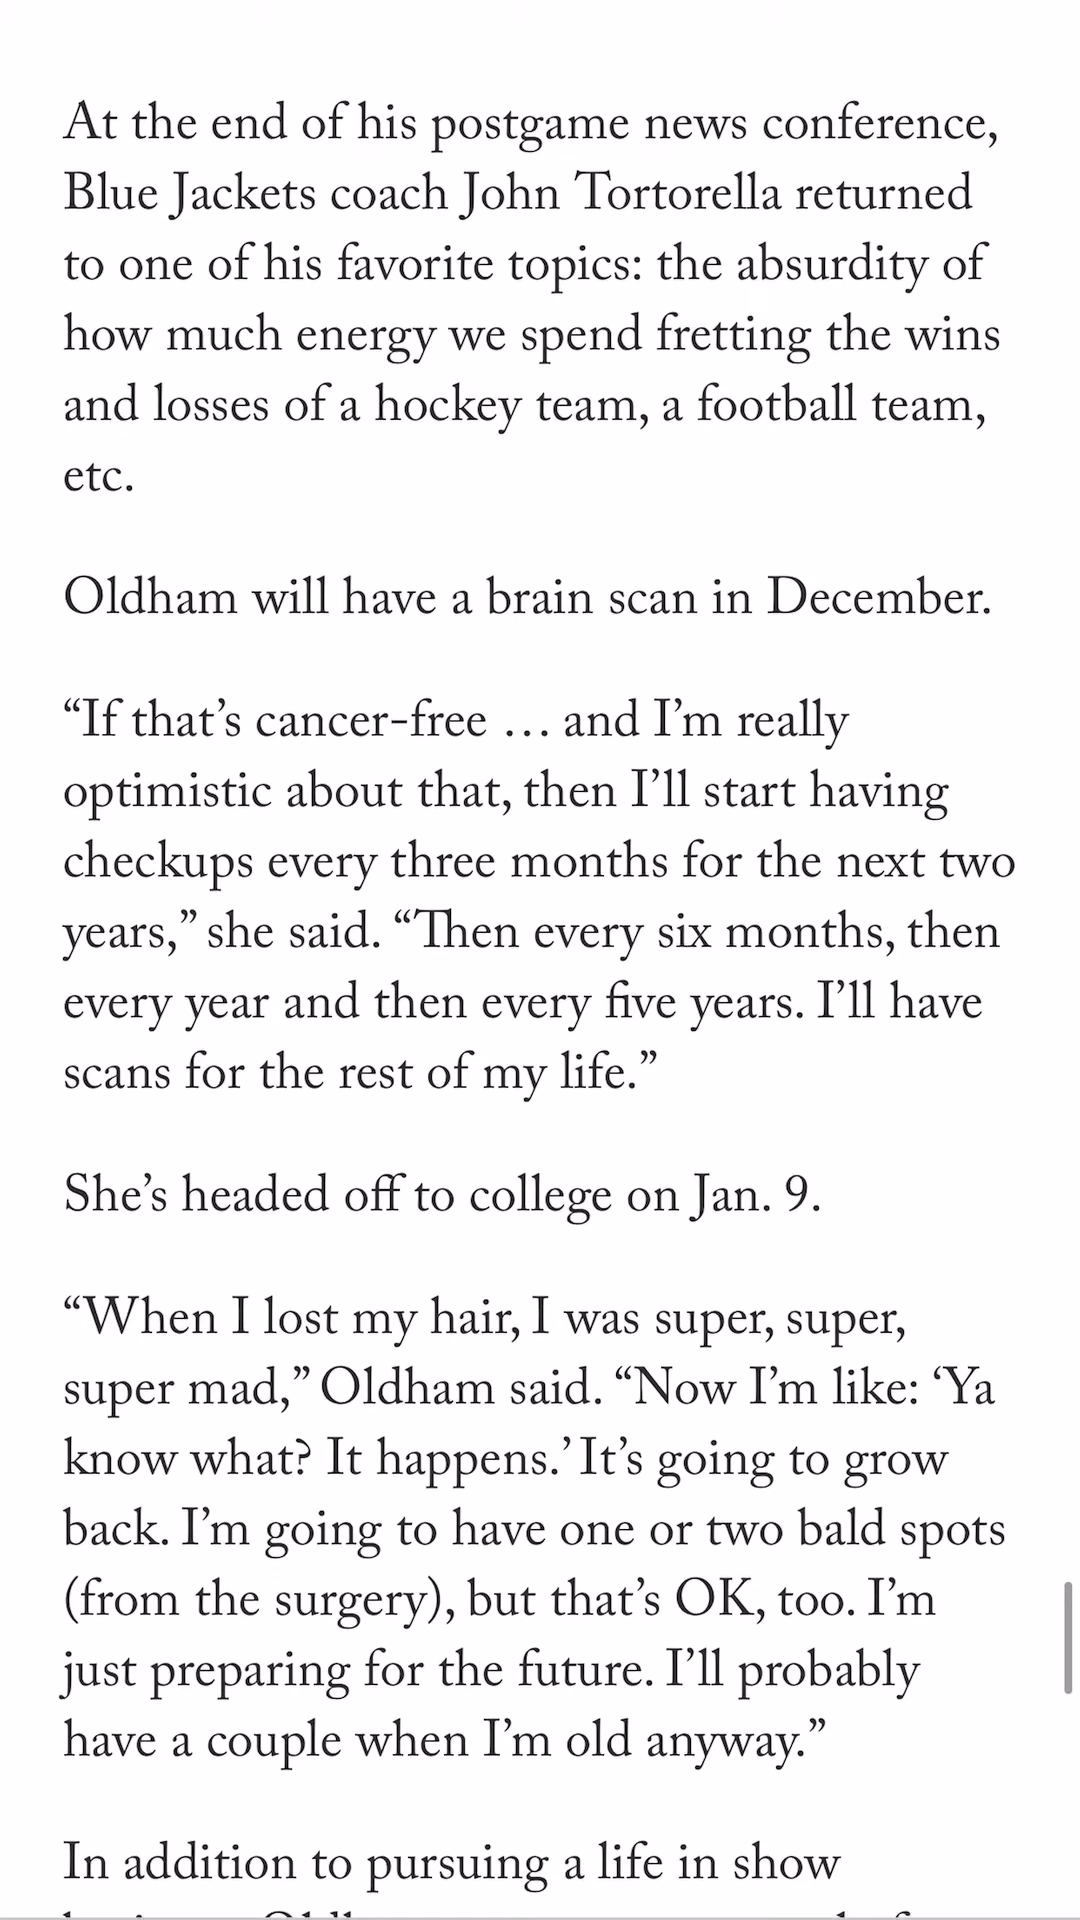 At the end of his postgame news conference,
Blue Jackets coach John Tortorella returned
to one of his favorite topics: the absurdity of
how much energy we spend fretting the wins
and losses of a hockey team, a football team,
etc.
Oldham will have a brain scan in December.
“If that’s cancer-free … and I’m really
optimistic about that, then I’ll start having
checkups every three months for the next two
years,” she said. “Then every six months, then
every year and then every five years. I’ll have
scans for the rest of my life.”
She’s headed off to college on Jan. 9.
“When I lost my hair, I was super, super,
super mad,” Oldham said. “Now I’m like: ‘Ya
know what? It happens.’ It’s going to grow
back. I’m going to have one or two bald spots
(from the surgery), but that’s OK, too. I’m
just preparing for the future. I’ll probably
have a couple when I’m old anyway.”
In addition to pursuing a life in show